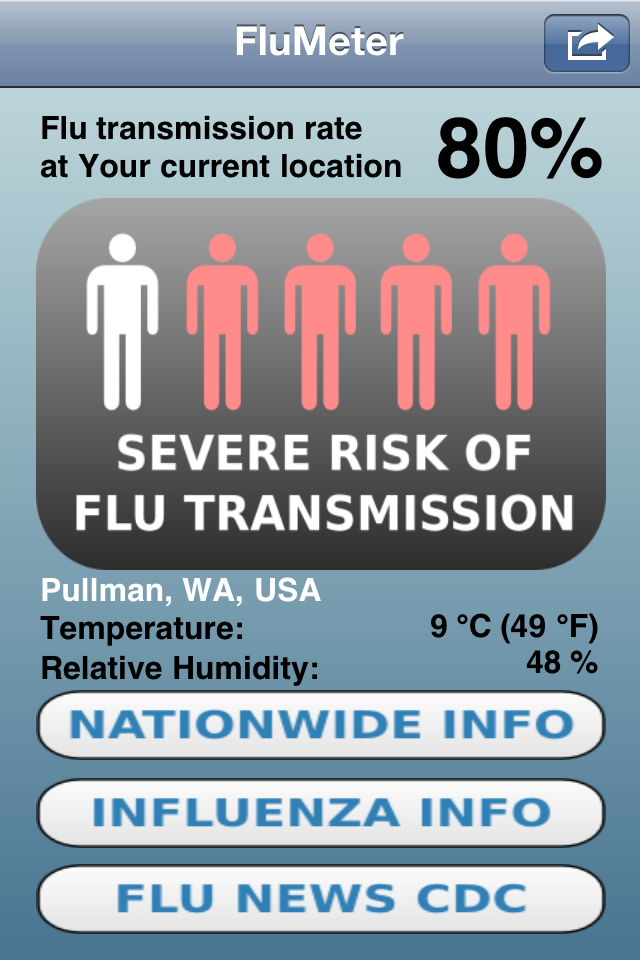 FluMeter
Flu transmission rate
at Your current location
80%
SEVERE RISK OF
FLU TRANSMISSION
Pullman, WA, USA
Temperature: 9 °C (49 °F)
Relative Humidity: 48 %
NATIONWIDE INFO
INFLUENZA INFO
FLU NEWS CDC